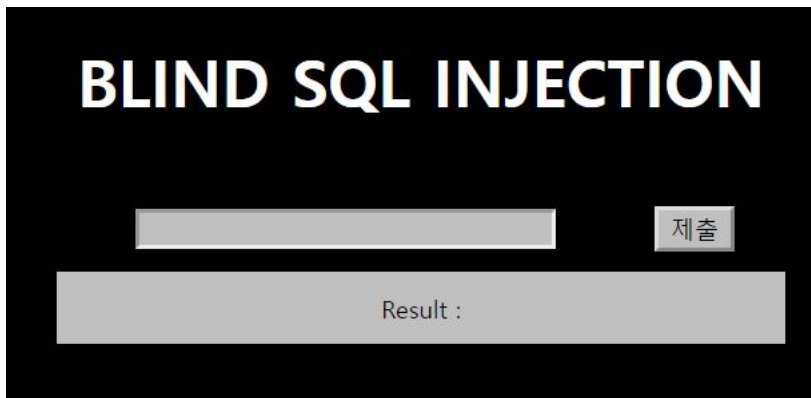 BLIND SQL INJECTION
제출
Result :